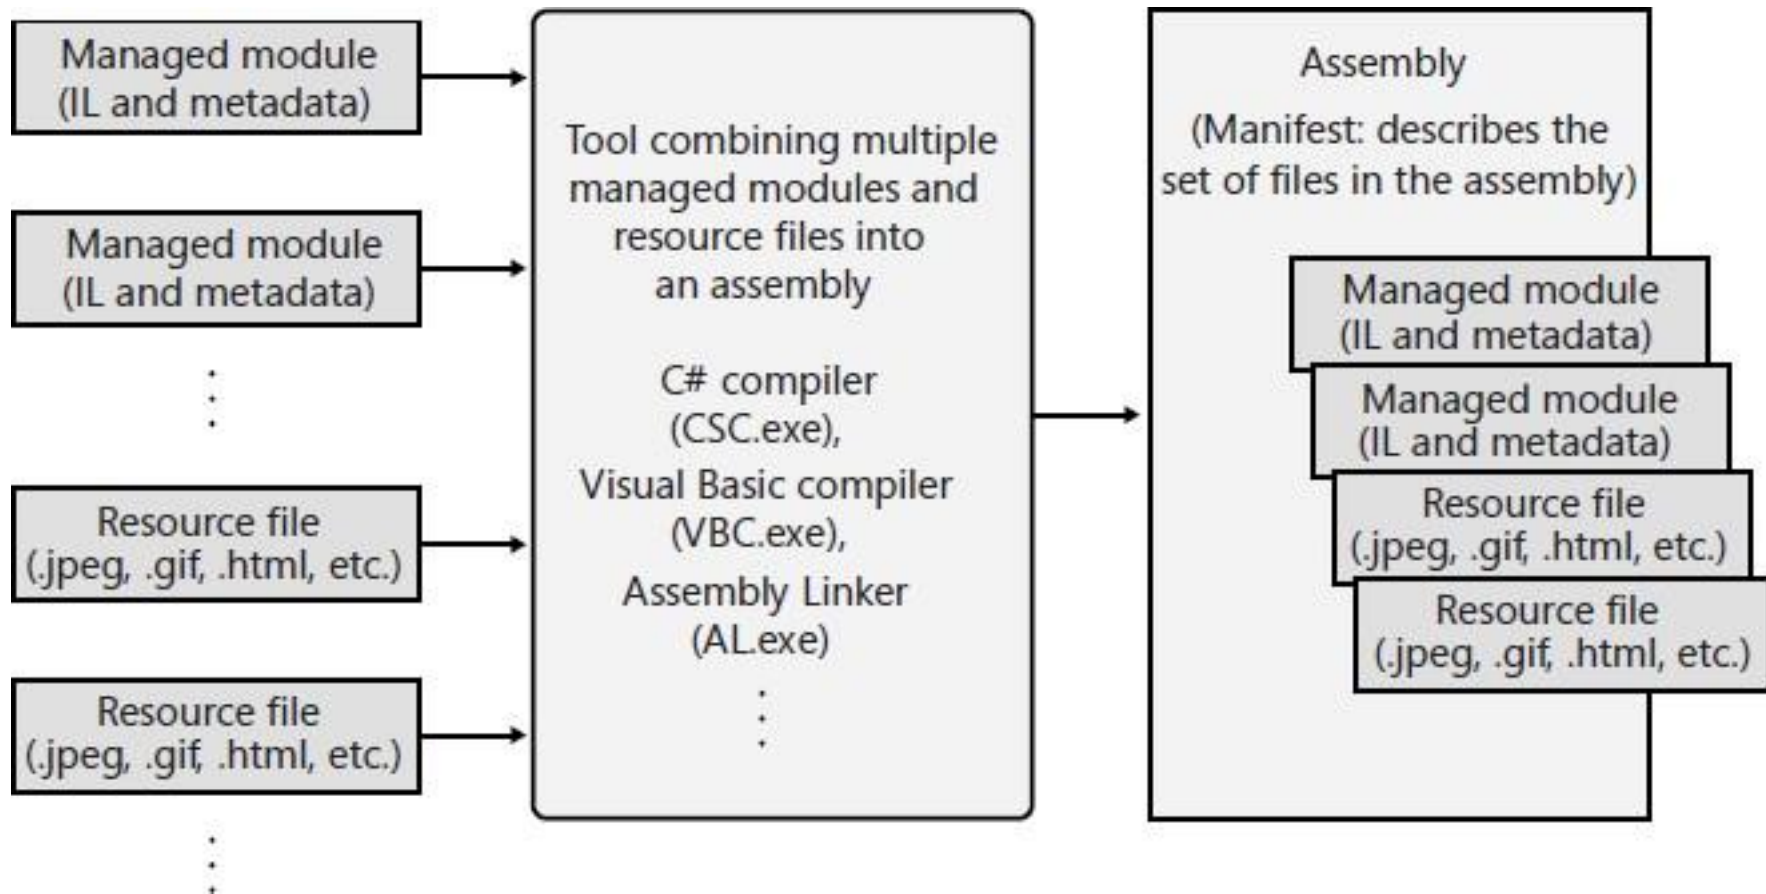 Managed module
(IL and metadata)
Managed module
(IL and metadata)
Resource file
(.jpeg, .gif, .html, etc.)
Resource file
(.jpeg, .gif, .html, etc.)
Tool combining multiple
managed modules and
resource files into
an assembly
C# compiler
(CSC.exe),
Visual Basic compiler
(VBC.exe),
Assembly Linker
(AL.exe)
Assembly
(Manifest: describes the
set of files in the assembly)
Managed module
(IL and metadata)
Managed module
(IL and metadata)
Resource file
(.jpeg, .gif, .html, etc.)
Resource file
(.jpeg, .gif, .html, etc.)